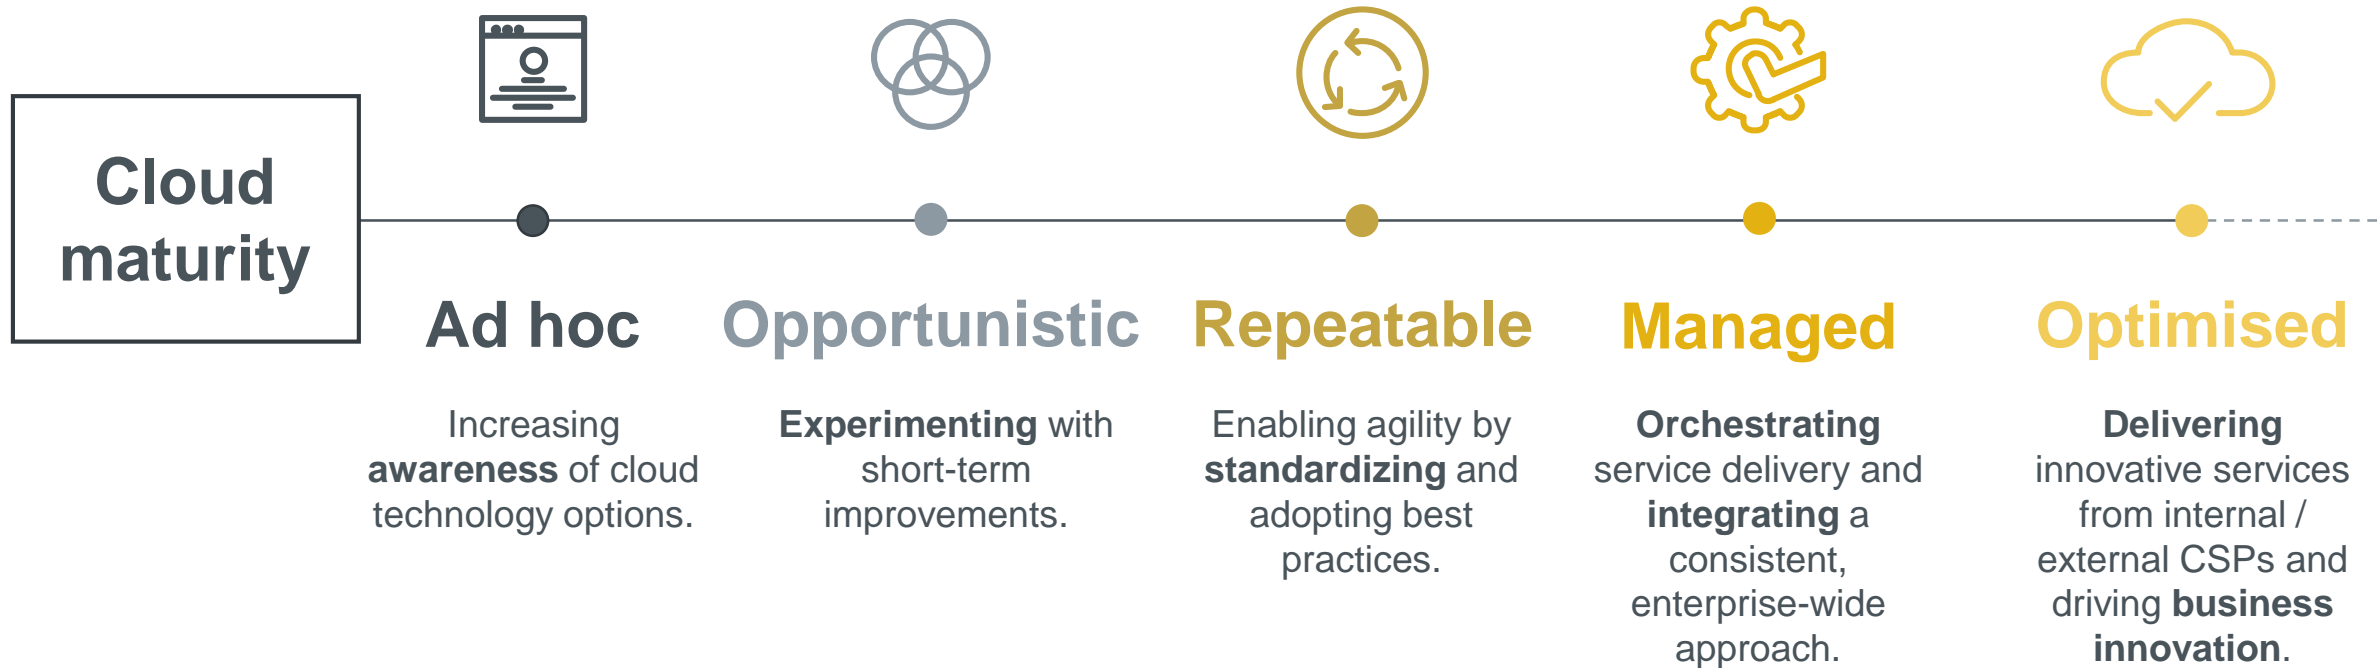 Cloud
maturity
Ad hoc
Increasing
awareness of cloud
technology options.
Opportunistic
Experimenting with
short-term
improvements.
Repeatable
Enabling agility by
standardizing and
adopting best
practices.
Managed
Orchestrating
service delivery and
integrating a
consistent,
enterprise-wide
approach.
Optimised
Delivering
innovative services
from internal /
external CSPs and
driving business
innovation.